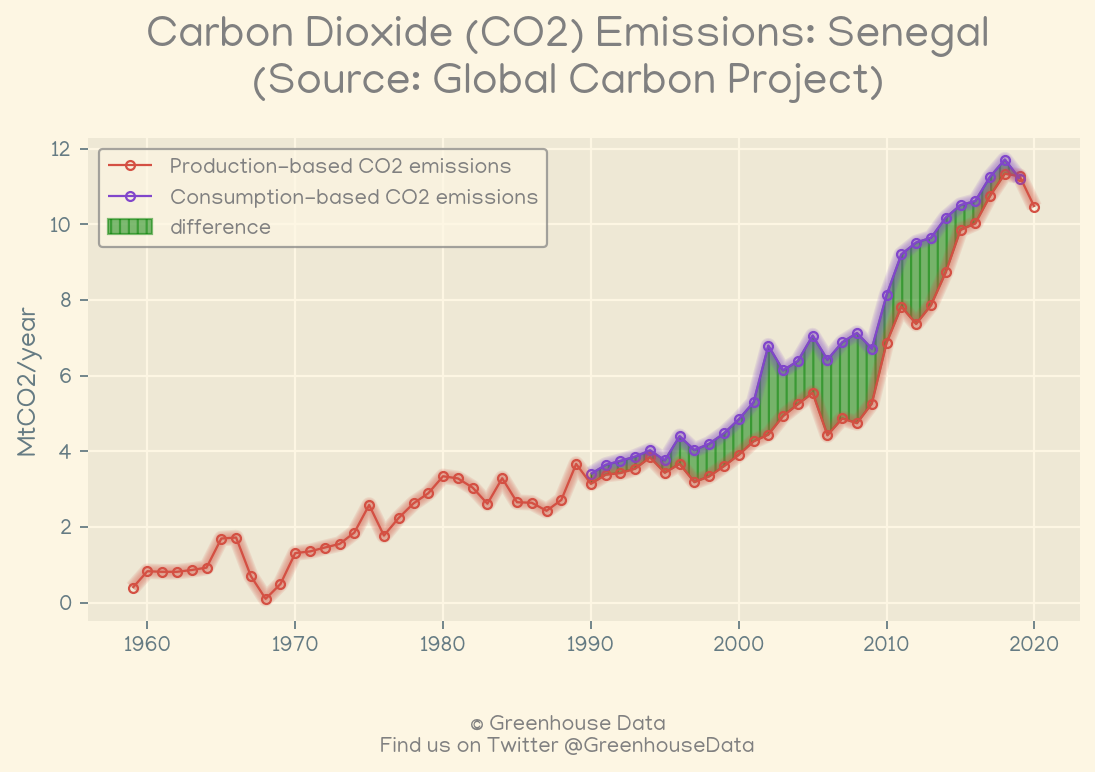 Carbon Dioxide (CO2) Emissions: Senegal
(Source: Global Carbon Project)
12
10
8
6
4
2
0
MtCO2/year
Production-based CO2 emissions
Consumption-based CO2 emissions
difference
1960 1970 1980 1990 2000 2010 2020
© Greenhouse Data
Find us on Twitter @GreenhouseData